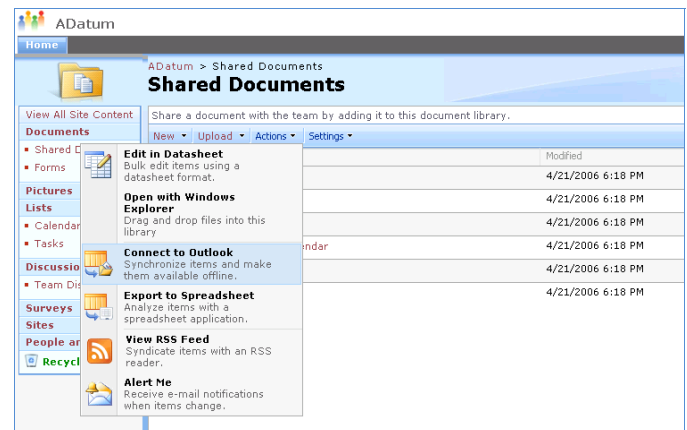 ADatum
Home
ADatum > Shared Documents
Shared Documents
View All Site Content
Share a document with the team by adding it to this document library.
Documents
New Upload Actions Settings
Shared D
Forms
Pictures
Lists
Calendar
Tasks
Discussio
Team Dis
Surveys
Sites
People an
Recycl
Edit in Datasheet
Bulk edit items using a
datasheet format.
Open with Windows
Explorer
Drag and drop files into this
library
Connect to Outlook
Synchronize items and make
them available offline.
Export to Spreadsheet
Analyze items with a
spreadsheet application.
View RSS Feed
Syndicate items with an RSS
reader.
Alert Me
Receive e-mail notifications
when items change.
Modified
4/21/2006 6:18 PM
4/21/2006 6:18 PM
4/21/2006 6:18 PM
ndar 4/21/2006 6:18 PM
4/21/2006 6:18 PM
4/21/2006 6:18 PM